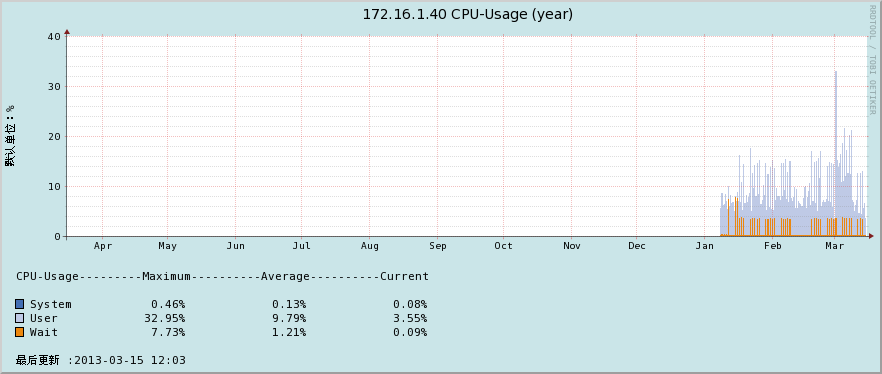 172.16.1.40 CPU-Usage (year)
RRDTOOL / TOBI OETIKER
默认单位：%
40
30
20
10
0
Apr May Jun Jul Aug Sep Oct Nov Dec Jan Feb Mar
CPU-Usage---------Maximum----------Average----------Current
System 0.46% 0.13% 0.08%
User 32.95% 9.79% 3.55%
Wait 7.73% 1.21% 0.09%
最后更新 :2013-03-15 12:03